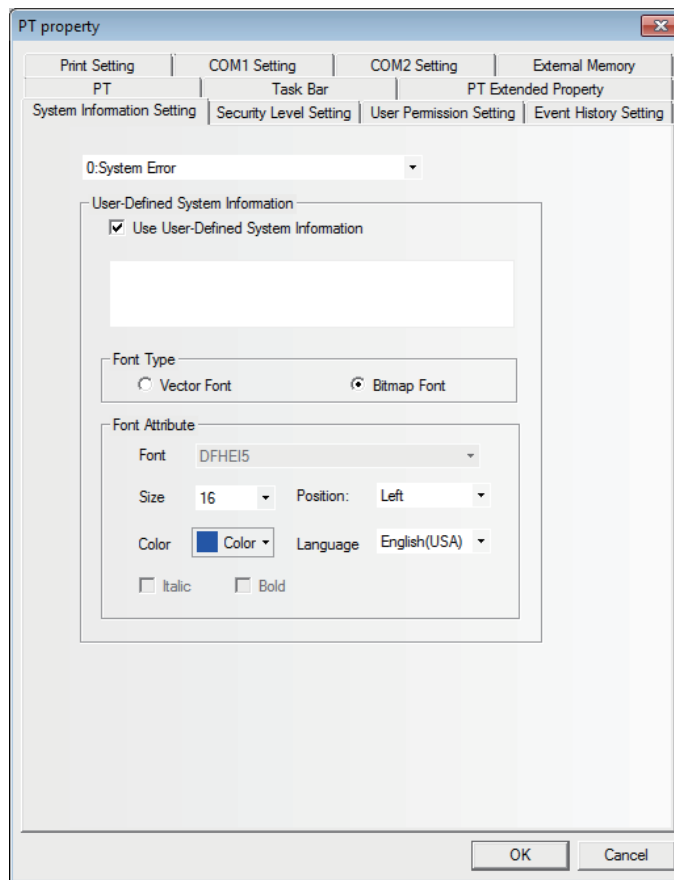 PT property
Print Setting COM1 Setting COM2 Setting External Memory
PT Task Bar PT Extended Property
System Information Setting Security Level Setting User Permission Setting Event History Setting
0:System Error
User-Defined System Information
Use User-Defined System Information
Font Type
Vector Font Bitmap Font
Font Attribute
Font DFHEI5
Size 16 Position: Left
Color Color Language English(USA)
Italic Bold
OK Cancel